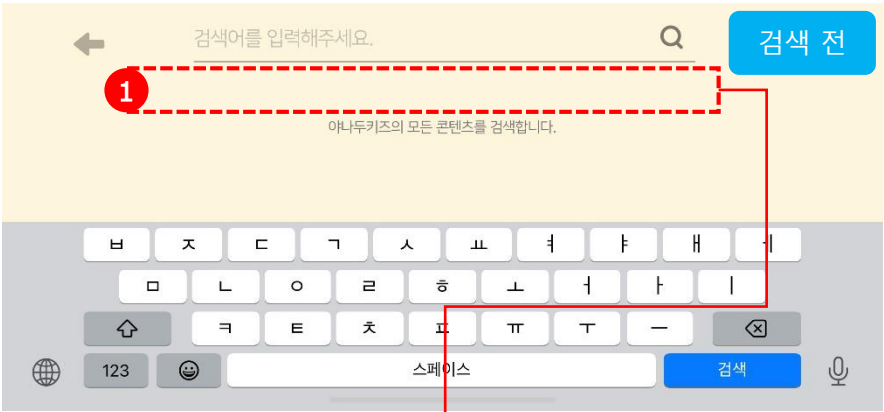 검색어를 입력해주세요.
검색 전
1
야나두키즈의 모든 콘텐츠를 검색합니다.
ㅂ ㅈ ㄷ ㄱ ㅅ ㅛ ㅕ ㅑ ㅐ ㅔ
ㅁ ㄴ ㅇ ㄹ ㅎ ㅗ ㅓ ㅏ ㅣ
ㅋ ㅌ ㅊ ㅍ ㅠ ㅜ ㅡ
123 스페이스 검색